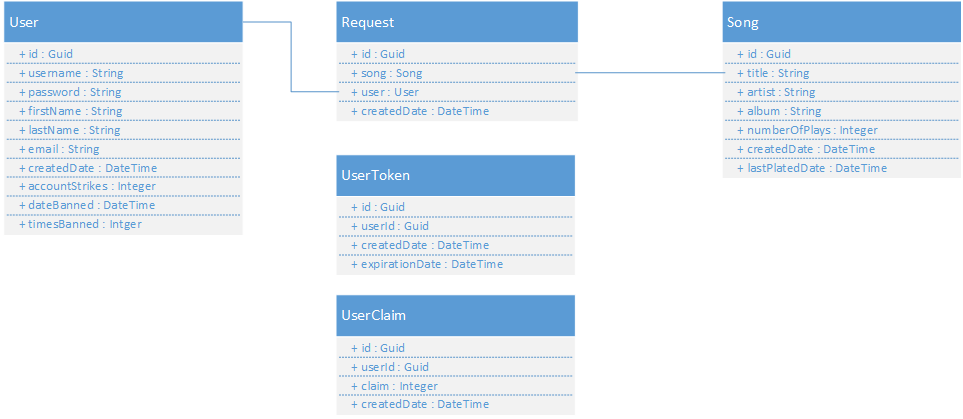 User
+ id : Guid
+ username : String
+ password : String
+ firstName : String
+ lastName : String
+ email : String
+ createdDate : DateTime
+ accountStrikes : Integer
+ dateBanned : DateTime
+ timesBanned : Intger
Request
+ id : Guid
+ song : Song
+ user : User
+ createdDate : DateTime
Song
+ id : Guid
+ title : String
+ artist : String
+ album : String
+ numberOfPlays : Integer
+ createdDate : DateTime
+ lastPlatedDate : DateTime
UserToken
+ id : Guid
+ userId : Guid
+ createdDate : DateTime
+ expirationDate : DateTime
UserClaim
+ id : Guid
+ userId : Guid
+ claim : Integer
+ createdDate : DateTime